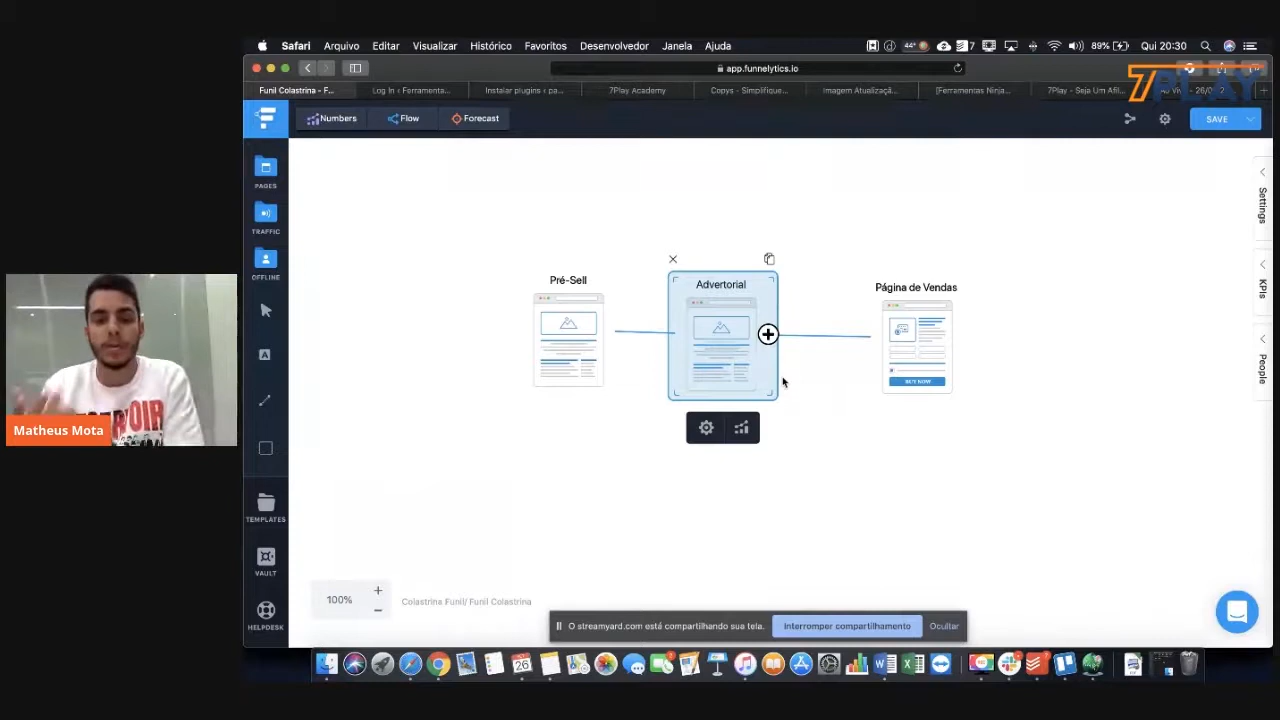 Safari Arquivo Editar Visualizar Histórico Favoritos Desenvolvedor Janela Ajuda
44° 7 89% Qui 20:30
app.funnelytics.io
7PLAY
Funil Colastrina - F... Log In ‹ Ferramenta... Instalar plugins ‹ pa... 7Play Academy Copys - Simplifique... Imagem Atualizaçã... [Ferramentas Ninja... 7Play - Seja Um Afil...
Numbers Flow Forecast
SAVE
PAGES
TRAFFIC
OFFLINE
A
TEMPLATES
VAULT
HELPDESK
Settings
KPIs
People
Pré-Sell
Advertorial
Página de Vendas
BUY NOW
Matheus Mota
100%
Colastrina Funil/ Funil Colastrina
O streamyard.com está compartilhando sua tela. Interromper compartilhamento Ocultar
26